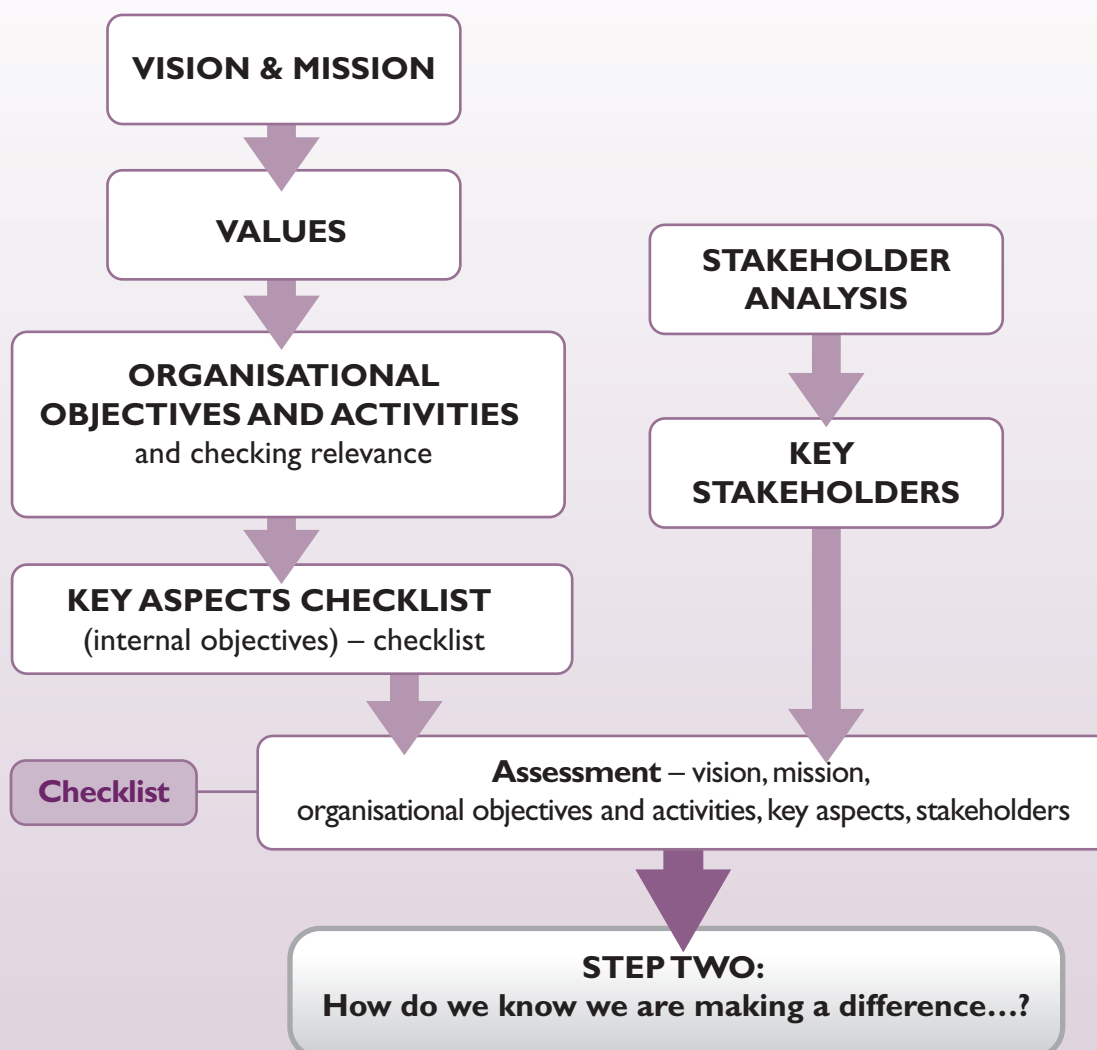 VISION & MISSION
VALUES
ORGANISATIONAL
OBJECTIVES AND ACTIVITIES
and checking relevance
KEY ASPECTS CHECKLIST
(internal objectives) – checklist
STAKEHOLDER
ANALYSIS
KEY
STAKEHOLDERS
Checklist
Assessment – vision, mission,
organisational objectives and activities, key aspects, stakeholders
STEP TWO:
How do we know we are making a difference…?